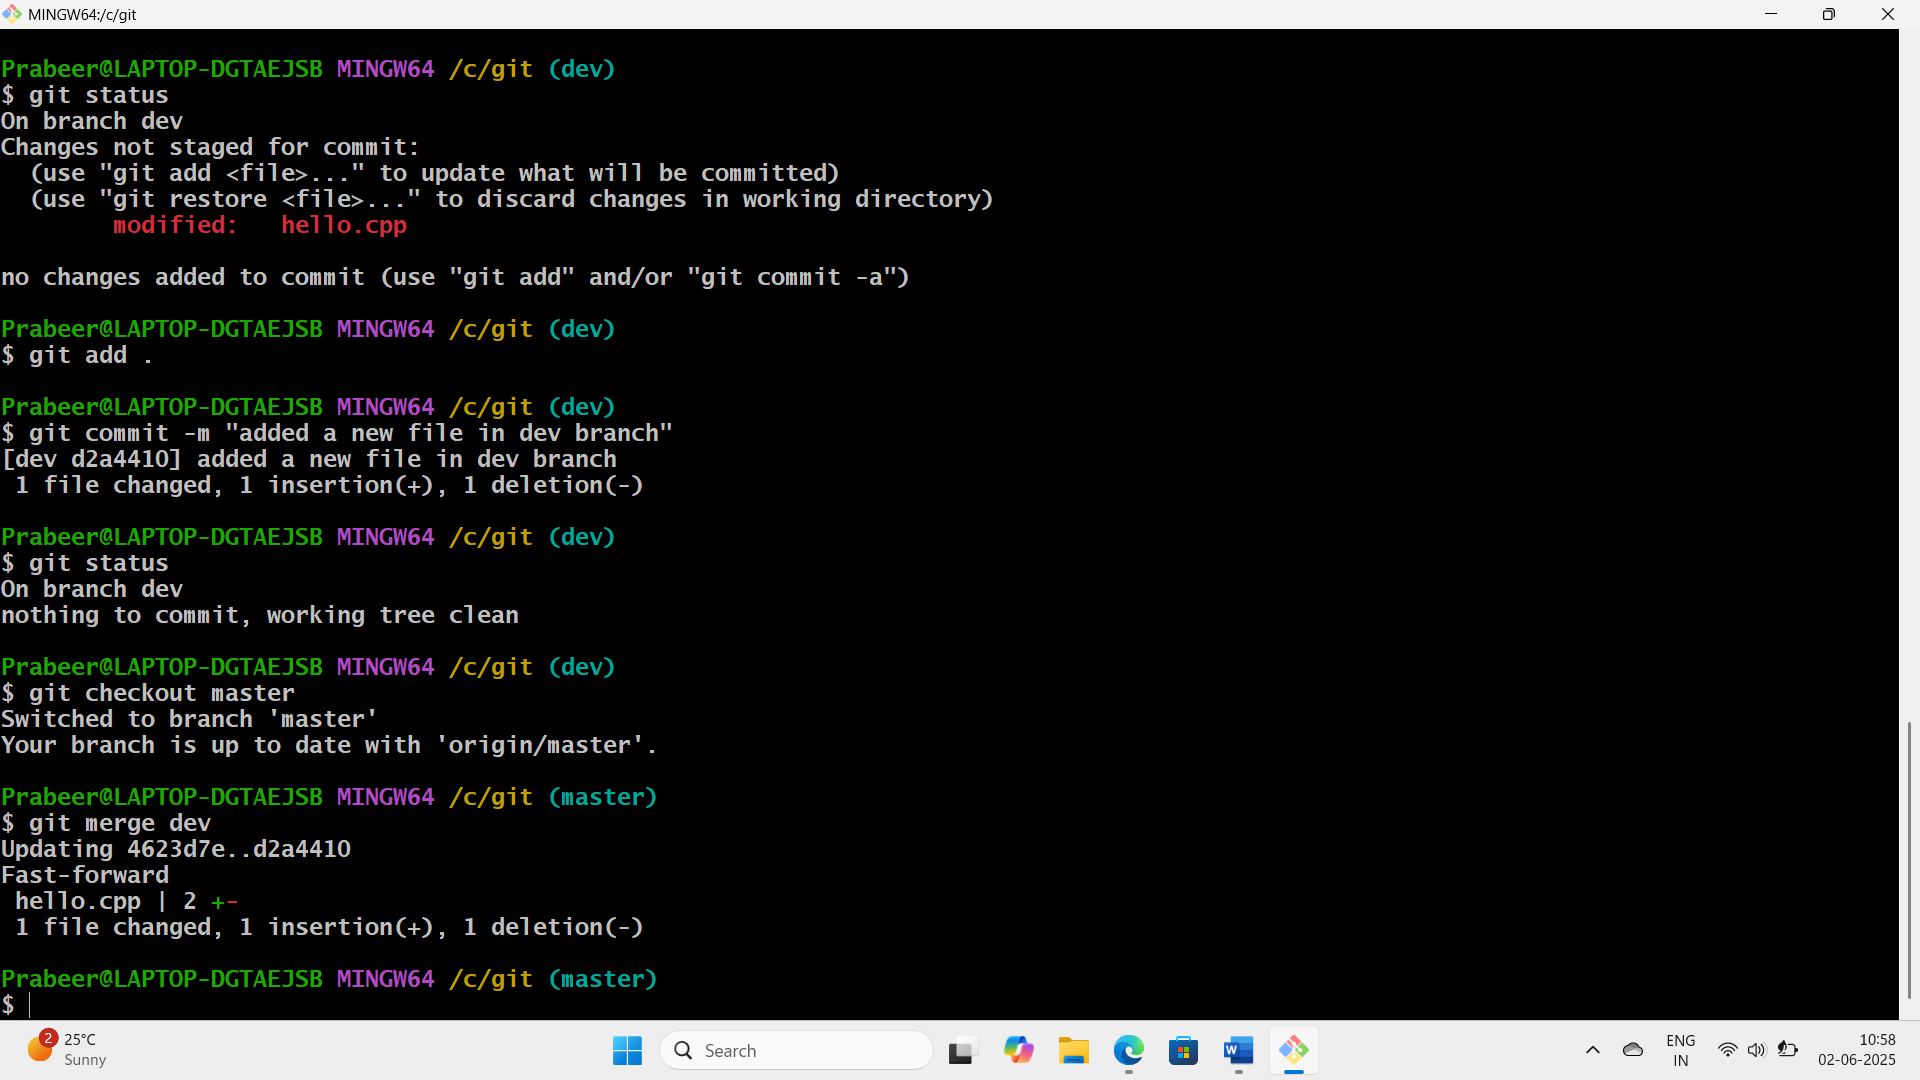 MINGW64:/c/git
Prabeer@LAPTOP-DGTAEJSB MINGW64 /c/git (dev)
$ git status
On branch dev
Changes not staged for commit:
  (use "git add <file>..." to update what will be committed)
  (use "git restore <file>..." to discard changes in working directory)
        modified:   hello.cpp
no changes added to commit (use "git add" and/or "git commit -a")
Prabeer@LAPTOP-DGTAEJSB MINGW64 /c/git (dev)
$ git add .
Prabeer@LAPTOP-DGTAEJSB MINGW64 /c/git (dev)
$ git commit -m "added a new file in dev branch"
[dev d2a4410] added a new file in dev branch
 1 file changed, 1 insertion(+), 1 deletion(-)
Prabeer@LAPTOP-DGTAEJSB MINGW64 /c/git (dev)
$ git status
On branch dev
nothing to commit, working tree clean
Prabeer@LAPTOP-DGTAEJSB MINGW64 /c/git (dev)
$ git checkout master
Switched to branch 'master'
Your branch is up to date with 'origin/master'.
Prabeer@LAPTOP-DGTAEJSB MINGW64 /c/git (master)
$ git merge dev
Updating 4623d7e..d2a4410
Fast-forward
 hello.cpp | 2 +-
 1 file changed, 1 insertion(+), 1 deletion(-)
Prabeer@LAPTOP-DGTAEJSB MINGW64 /c/git (master)
$
2
25°C
Sunny
Search
W
ENG
IN
10:58
02-06-2025